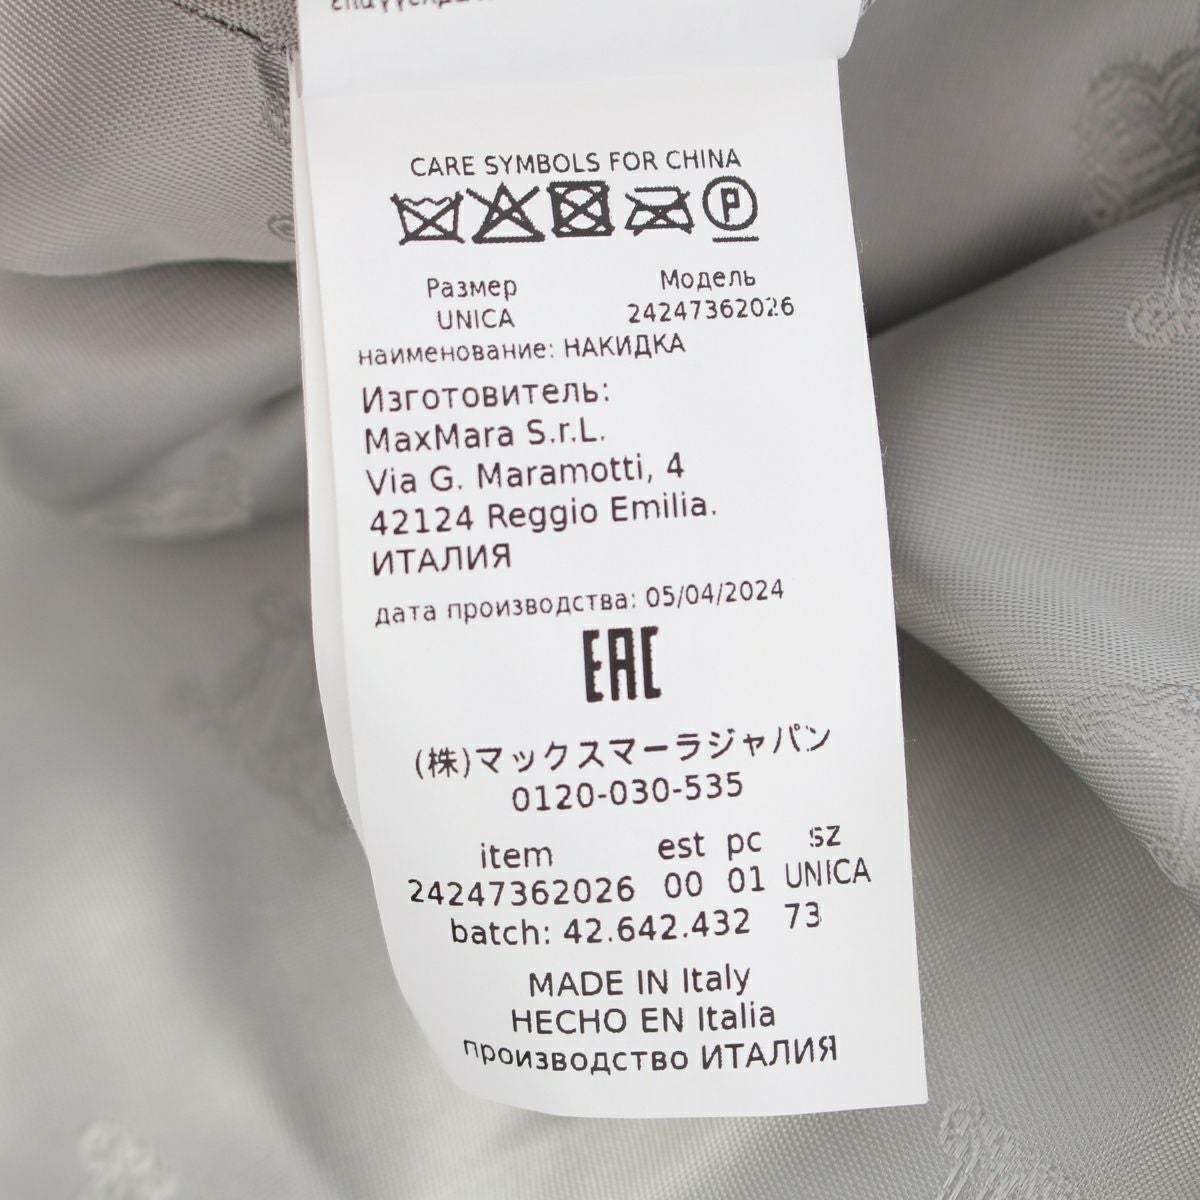 CARE SYMBOLS FOR CHINA
P
Размер Модель
UNICA 24247362026
наименование: НАКИДКА
Изготовитель:
MaxMara S.r.L.
Via G. Maramotti, 4
42124 Reggio Emilia.
ИТАЛИЯ
дата производства: 05/04/2024
EAC
(株)マックスマーラジャパン
0120-030-535
item est pc sz
24247362026 00 01 UNICA
batch: 42.642.432 73
MADE IN Italy
HECHO EN Italia
производство ИТАЛИЯ